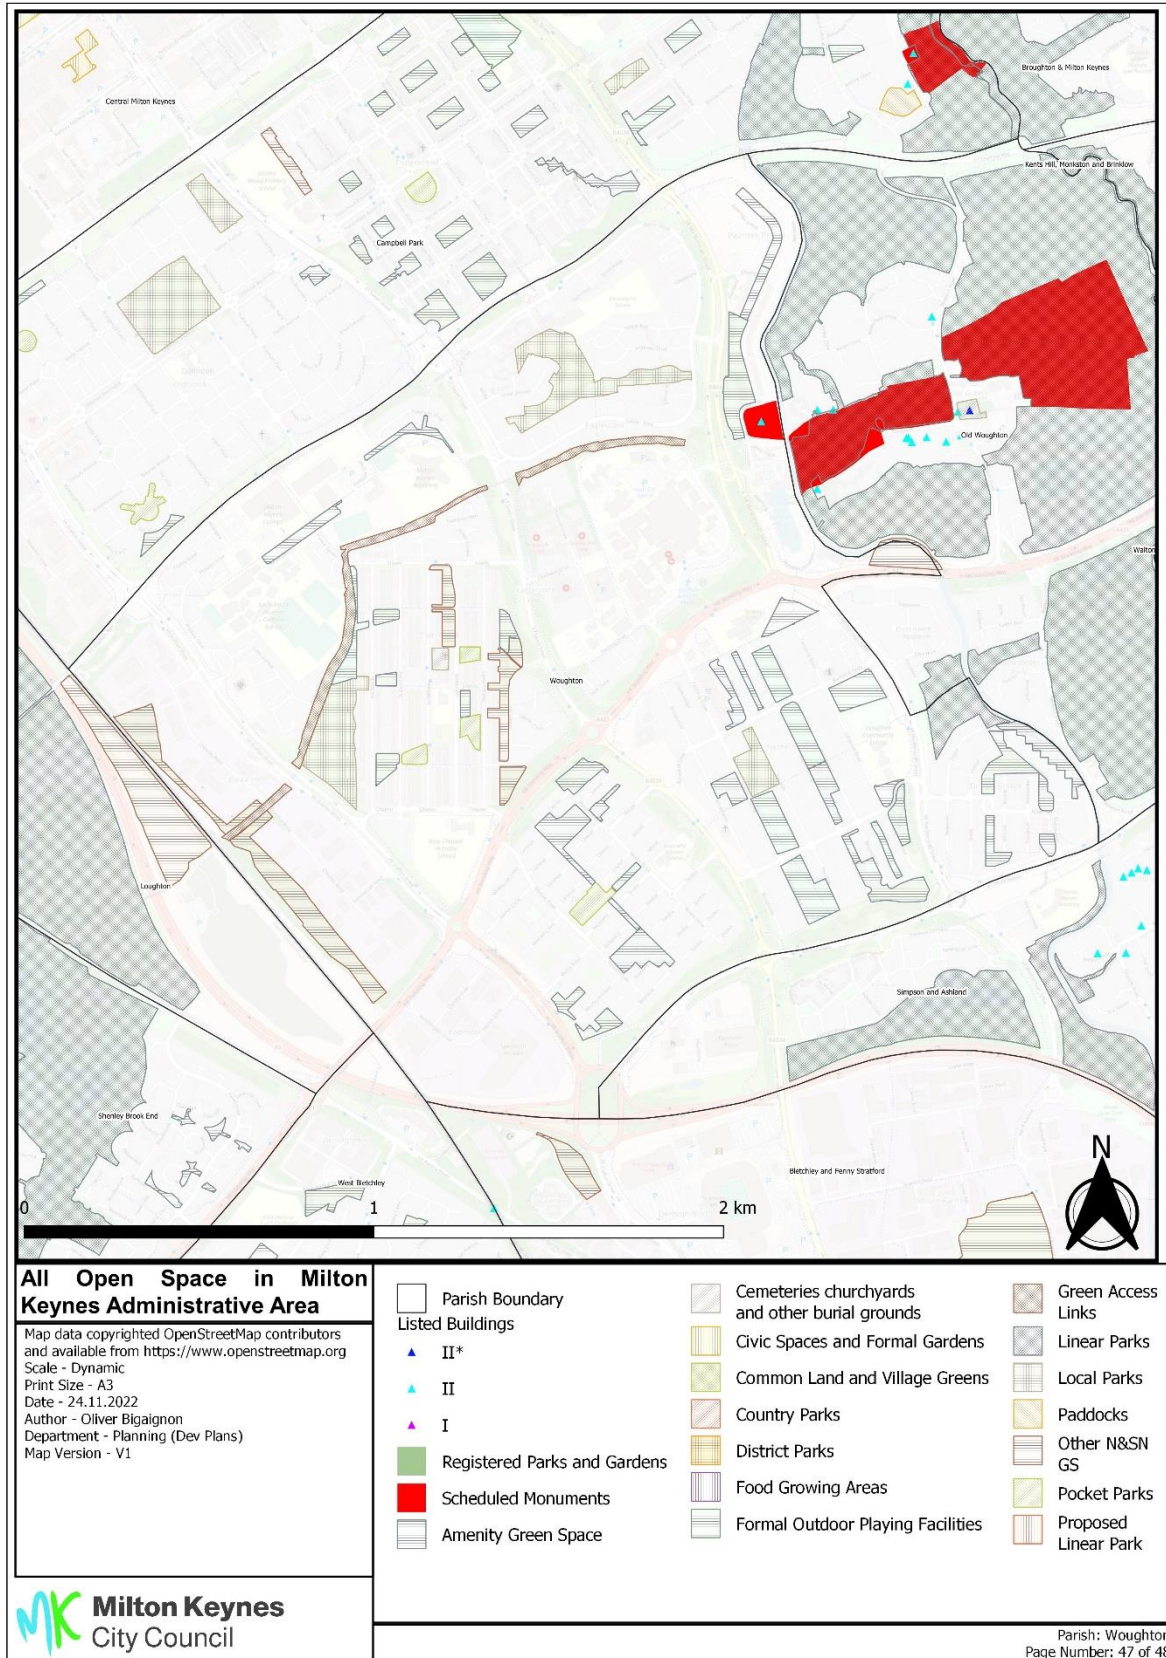 Central Milton Keynes
Broughton & Milton Keynes
Kents Hill, Monkston and Brinklow
Campbell Park
Old Woughton
Walton
Woughton
Loughton
Simpson and Ashland
Shenley Brook End
Bletchley and Fenny Stratford
West Bletchley
N
0 1 2 km
All Open Space in Milton
Keynes Administrative Area
Map data copyrighted OpenStreetMap contributors
and available from https://www.openstreetmap.org
Scale - Dynamic
Print Size - A3
Date - 24.11.2022
Author - Oliver Bigaignon
Department - Planning (Dev Plans)
Map Version - V1
MK Milton Keynes
City Council
Parish Boundary
Listed Buildings
II*
II
I
Registered Parks and Gardens
Scheduled Monuments
Amenity Green Space
Cemeteries churchyards
and other burial grounds
Civic Spaces and Formal Gardens
Common Land and Village Greens
Country Parks
District Parks
Food Growing Areas
Formal Outdoor Playing Facilities
Green Access
Links
Linear Parks
Local Parks
Paddocks
Other N&SN
GS
Pocket Parks
Proposed
Linear Park
Parish: Woughton
Page Number: 47 of 48